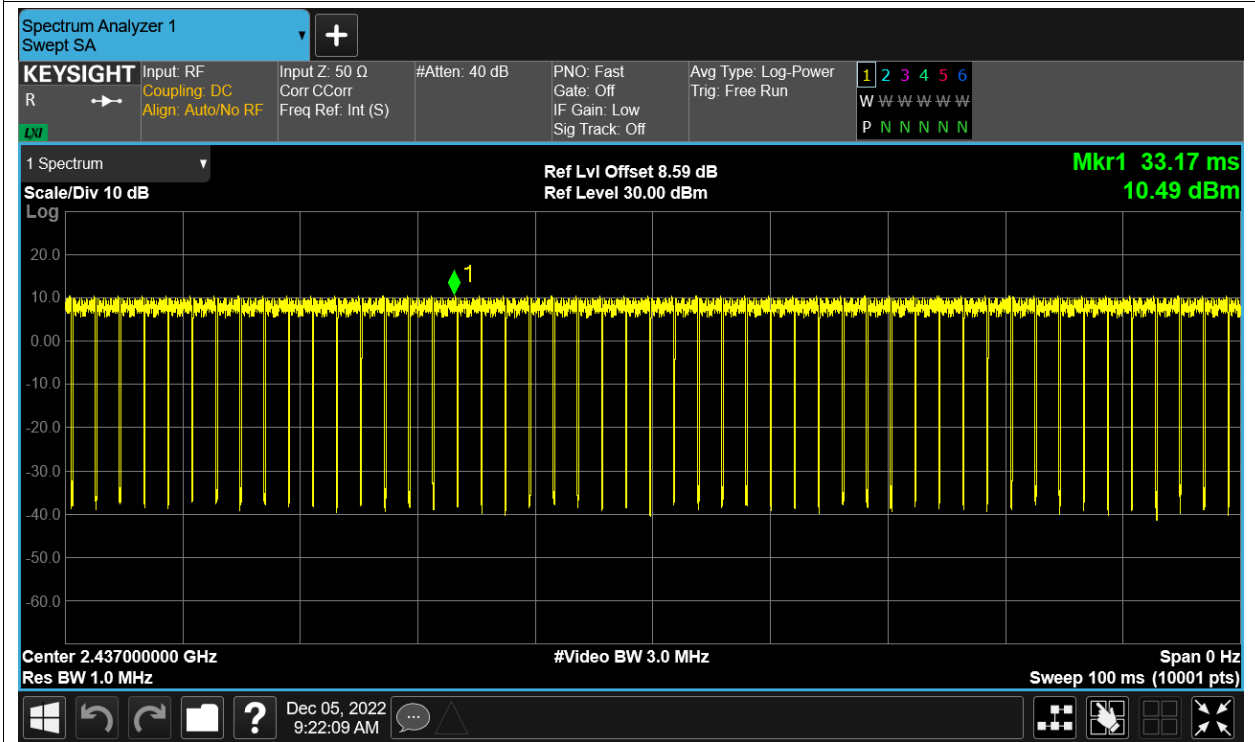 Spectrum Analyzer 1
Swept SA
+
KEYSIGHT
R
LXI
Input: RF
Coupling: DC
Align: Auto/No RF
Input Z: 50 Ω
Corr CCorr
Freq Ref: Int (S)
#Atten: 40 dB
PNO: Fast
Gate: Off
IF Gain: Low
Sig Track: Off
Avg Type: Log-Power
Trig: Free Run
1 2 3 4 5 6
W W W W W W
P N N N N N
1 Spectrum
Scale/Div 10 dB
Ref Lvl Offset 8.59 dB
Ref Level 30.00 dBm
Mkr1 33.17 ms
10.49 dBm
Log
1
20.0
10.0
0.00
-10.0
-20.0
-30.0
-40.0
-50.0
-60.0
Center 2.437000000 GHz
Res BW 1.0 MHz
#Video BW 3.0 MHz
Span 0 Hz
Sweep 100 ms (10001 pts)
?
Dec 05, 2022
9:22:09 AM